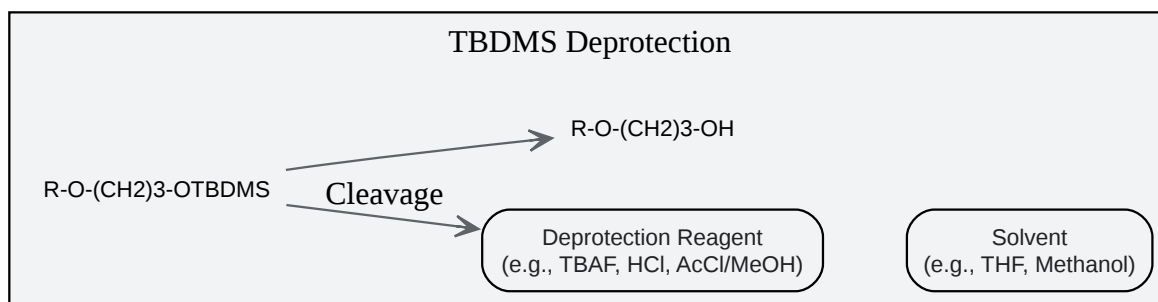 TBDMS Deprotection
R-O-(CH2)3-OH
R-O-(CH2)3-OTBDMS
Cleavage
Deprotection Reagent
(e.g., TBAF, HCl, AcCl/MeOH)
Solvent
(e.g., THF, Methanol)